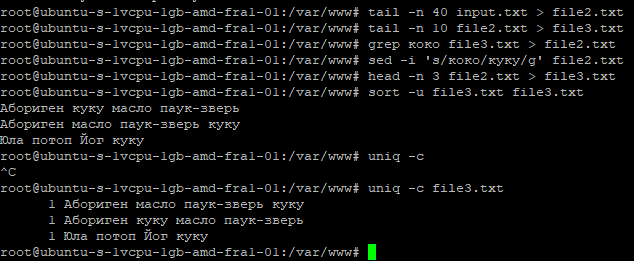 root@ubuntu-s-1vcpu-1gb-amd-fra1-01:/var/www# tail -n 40 input.txt > file2.txt
root@ubuntu-s-1vcpu-1gb-amd-fra1-01:/var/www# tail -n 10 file2.txt > file3.txt
root@ubuntu-s-1vcpu-1gb-amd-fra1-01:/var/www# grep коко file3.txt > file2.txt
root@ubuntu-s-1vcpu-1gb-amd-fra1-01:/var/www# sed -i 's/коко/куку/g' file2.txt
root@ubuntu-s-1vcpu-1gb-amd-fra1-01:/var/www# head -n 3 file2.txt > file3.txt
root@ubuntu-s-1vcpu-1gb-amd-fra1-01:/var/www# sort -u file3.txt file3.txt
Абориген куку масло паук-зверь
Абориген масло паук-зверь куку
Юла потоп Йог куку
root@ubuntu-s-1vcpu-1gb-amd-fra1-01:/var/www# uniq -c
^C
root@ubuntu-s-1vcpu-1gb-amd-fra1-01:/var/www# uniq -c file3.txt
1 Абориген масло паук-зверь куку
1 Абориген куку масло паук-зверь
1 Юла потоп Йог куку
root@ubuntu-s-1vcpu-1gb-amd-fra1-01:/var/www#